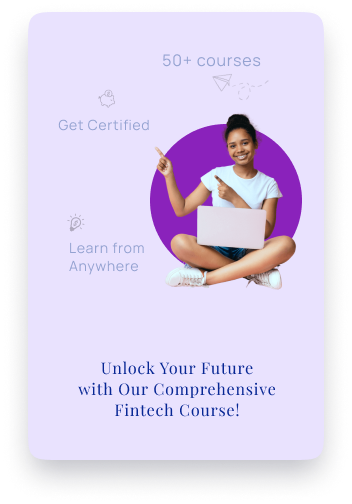 50+ courses
Get Certified
Learn from
Anywhere
Unlock Your Future
with Our Comprehensive
Fintech Course!